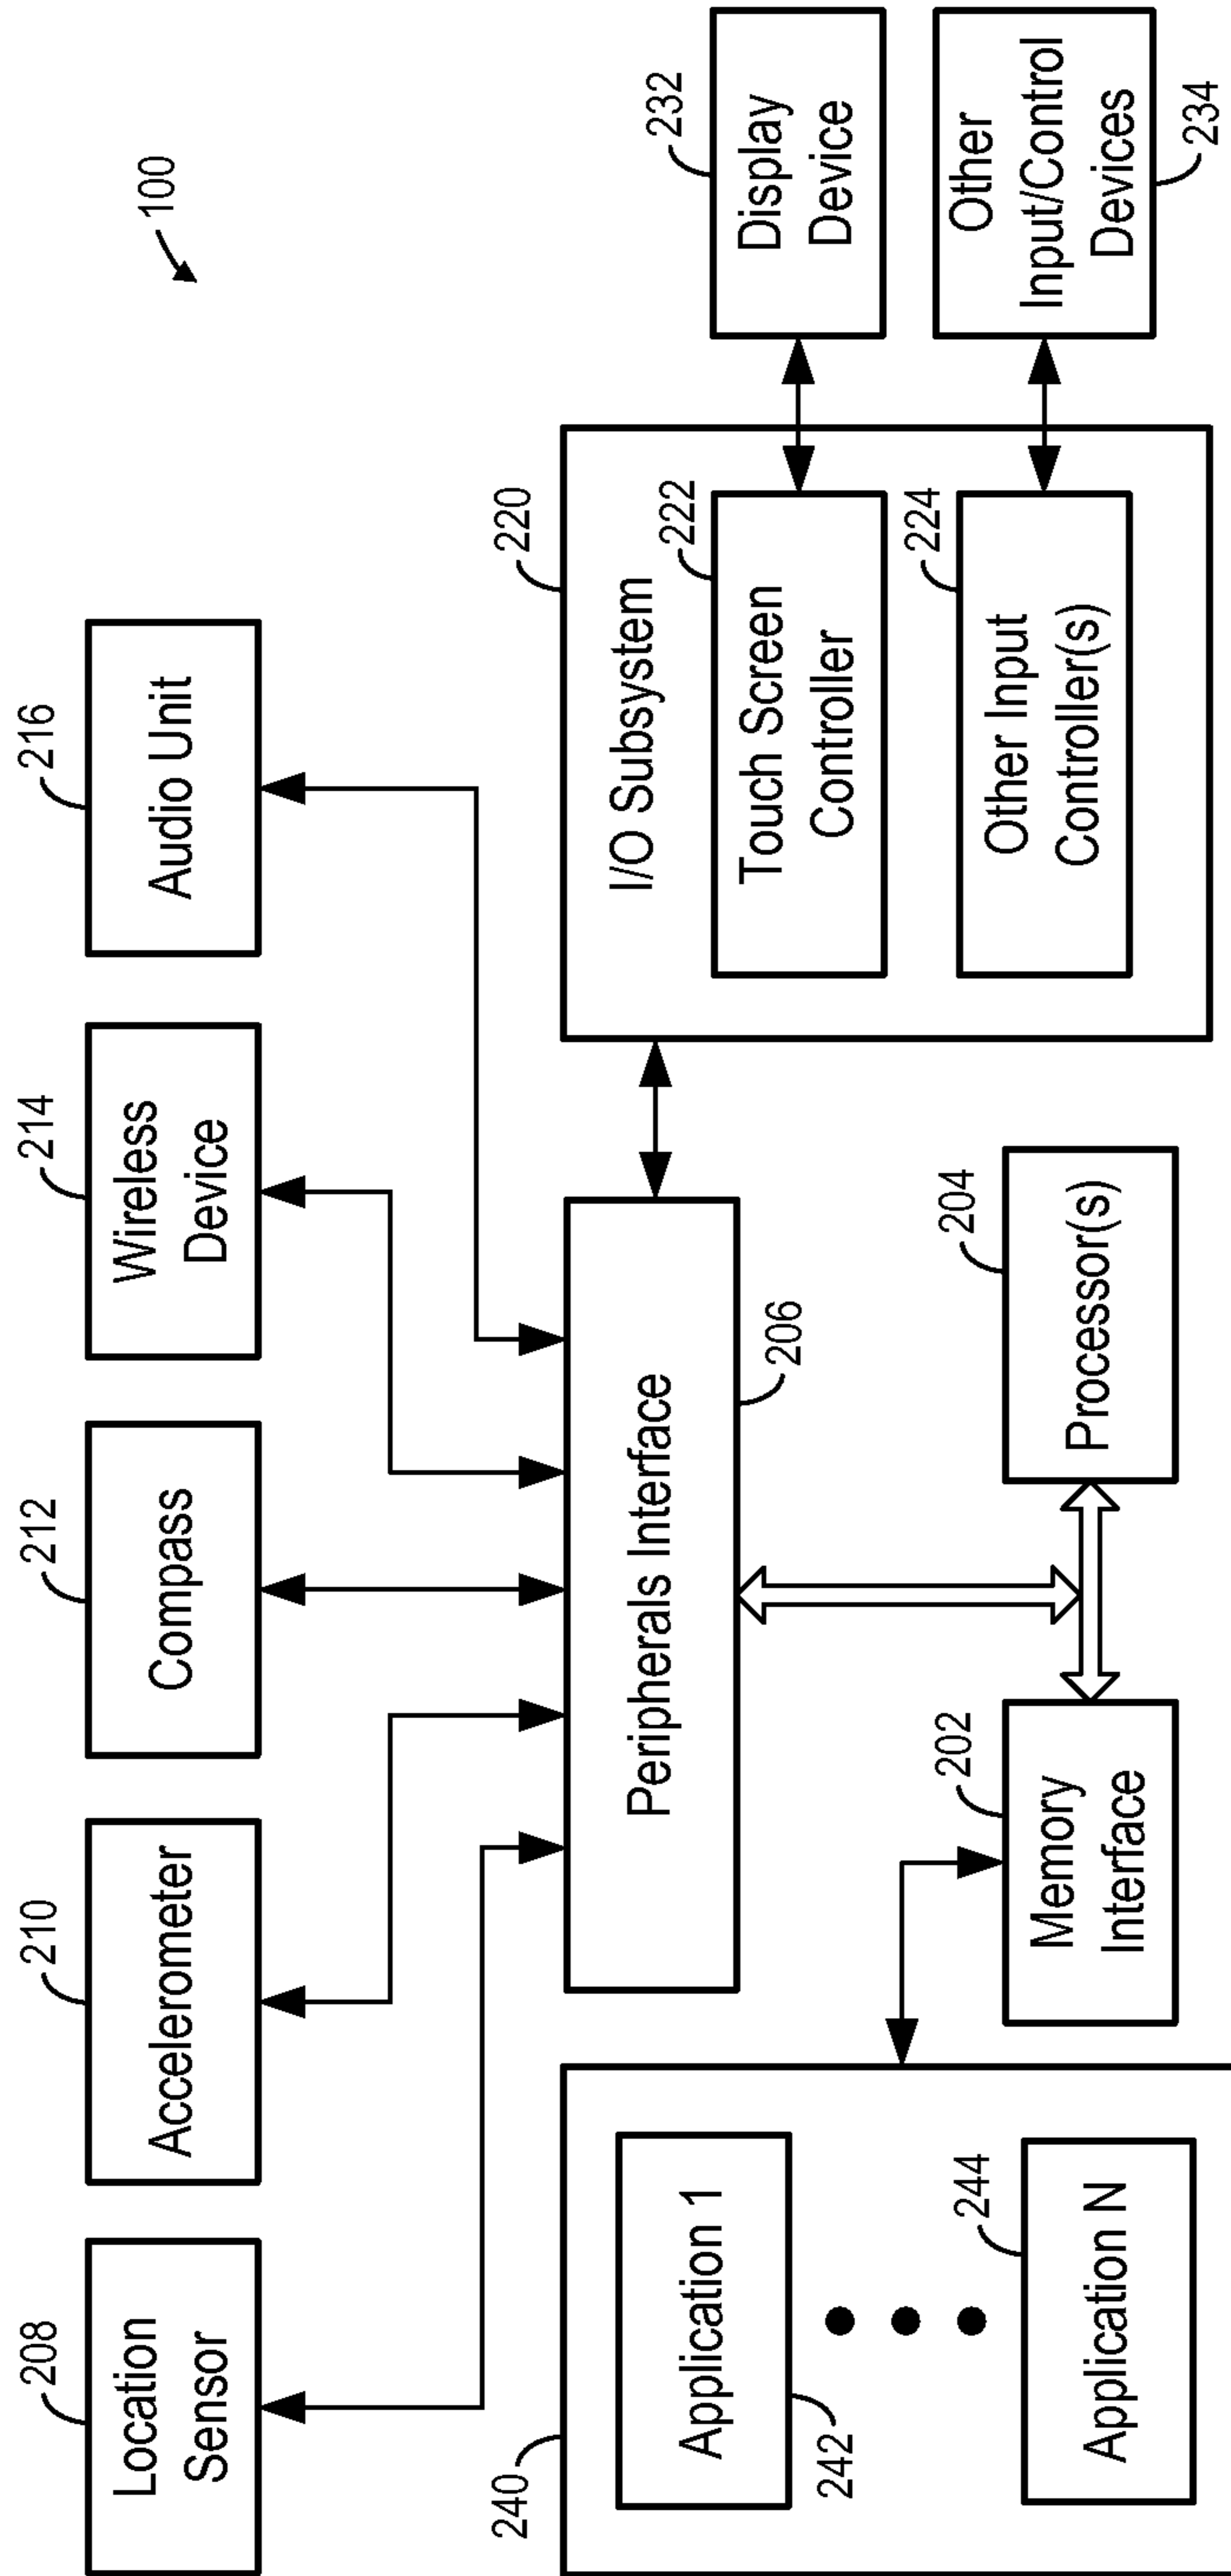 100
208
Location
Sensor
210
Accelerometer
212
Compass
214
Wireless
Device
216
Audio Unit
Peripherals Interface
206
220
I/O Subsystem
222
Touch Screen
Controller
224
Other Input
Controller(s)
232
Display
Device
Other
Input/Control
Devices
234
240
Application 1
242
244
Application N
202
Memory
Interface
204
Processor(s)